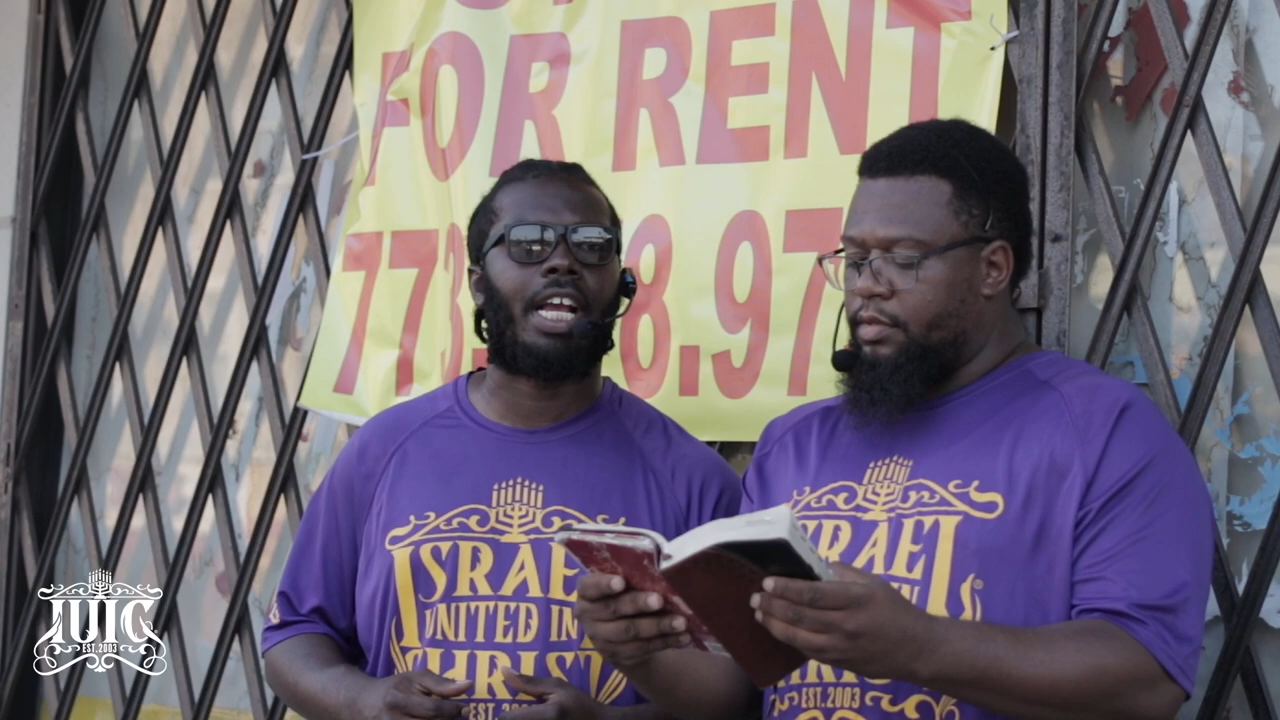 FOR RENT
773
8.97
ISRAEL
UNITED IN
CHRIST
EST. 2003
IUIC
EST. 2003